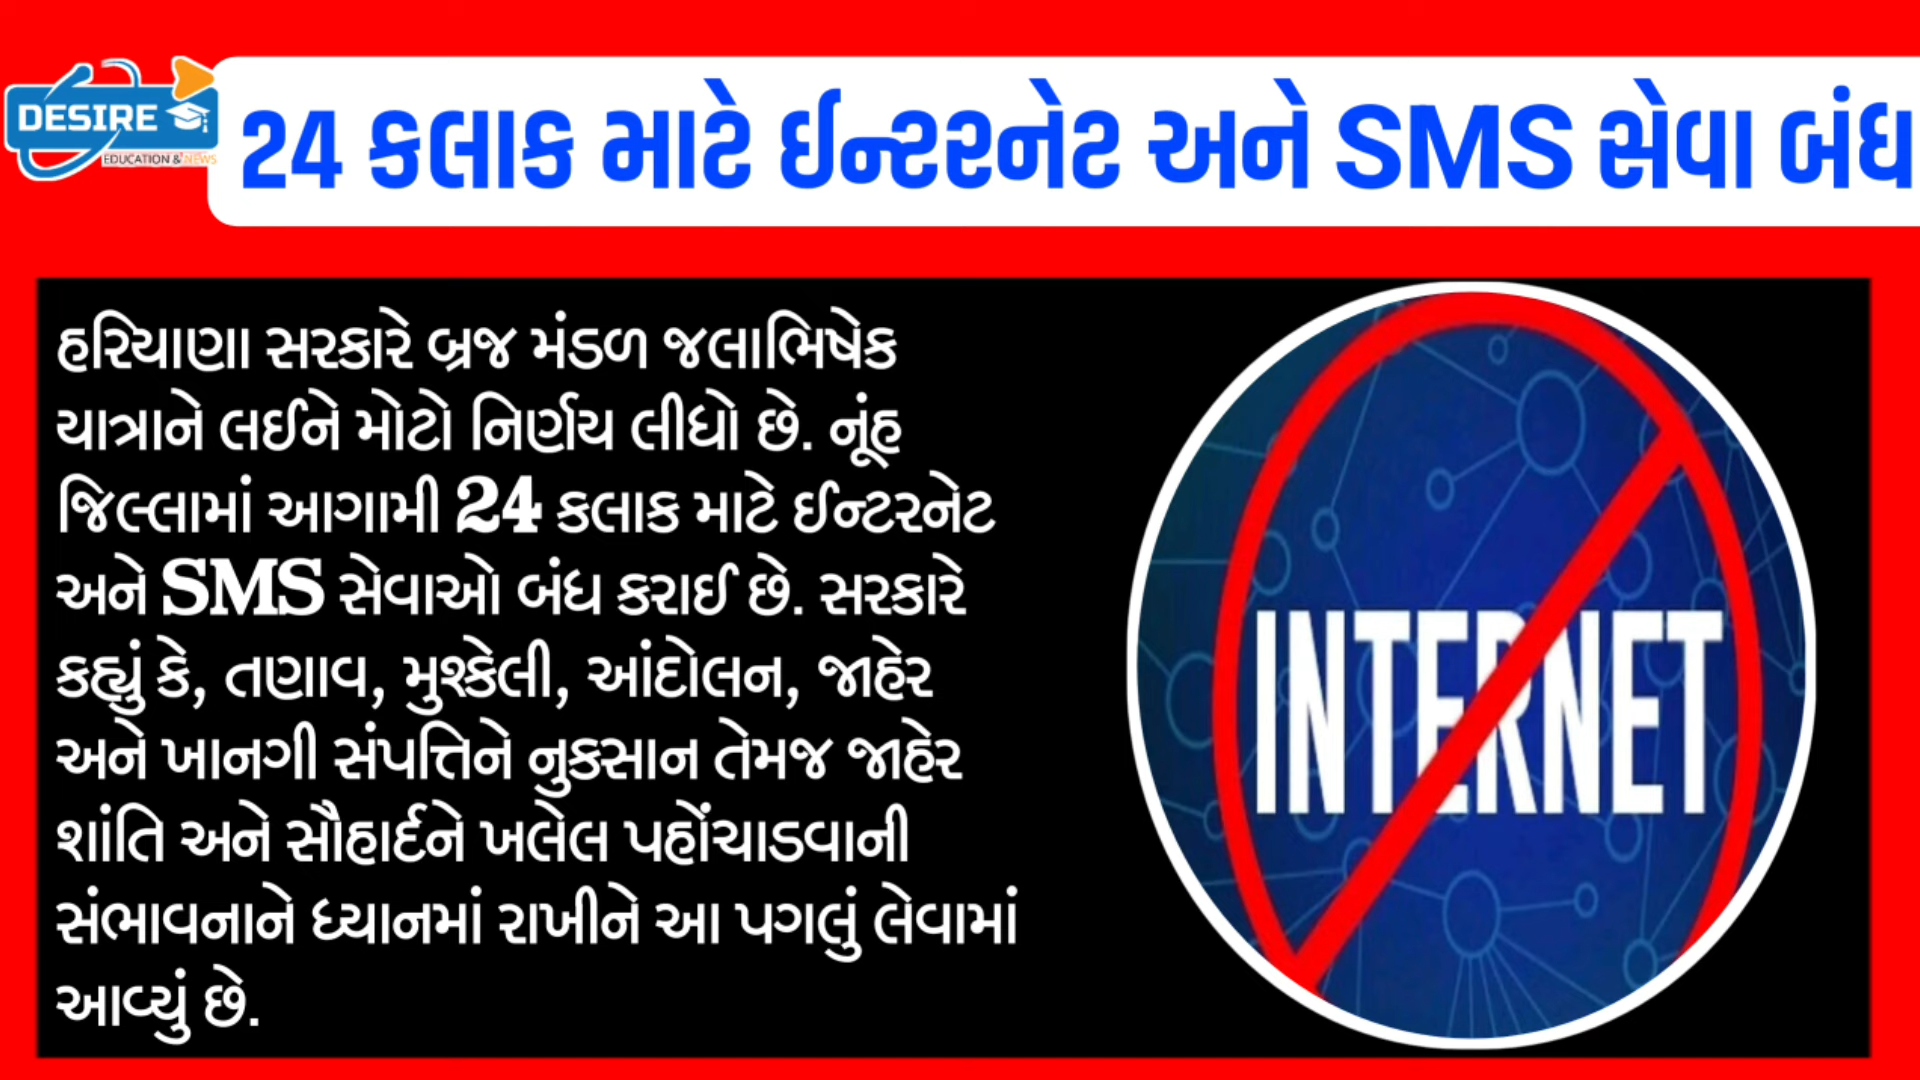 DESIRE
EDUCATION & NEWS
24 કલાક માટે ઈન્ટરનેટ અને SMS સેવા બંધ
હરિયાણા સરકારે બ્રજ મંડળ જલાભિષેક
યાત્રાને લઈને મોટો નિર્ણય લીધો છે. નૂંહ
જિલ્લામાં આગામી 24 કલાક માટે ઈન્ટરનેટ
અને SMS સેવાઓ બંધ કરાઈ છે. સરકારે
કહ્યું કે, તણાવ, મુશ્કેલી, આંદોલન, જાહેર
અને ખાનગી સંપત્તિને નુકસાન તેમજ જાહેર
શાંતિ અને સૌહાર્દને ખલેલ પહોંચાડવાની
સંભાવનાને ધ્યાનમાં રાખીને આ પગલું લેવામાં
આવ્યું છે.
INTERNET